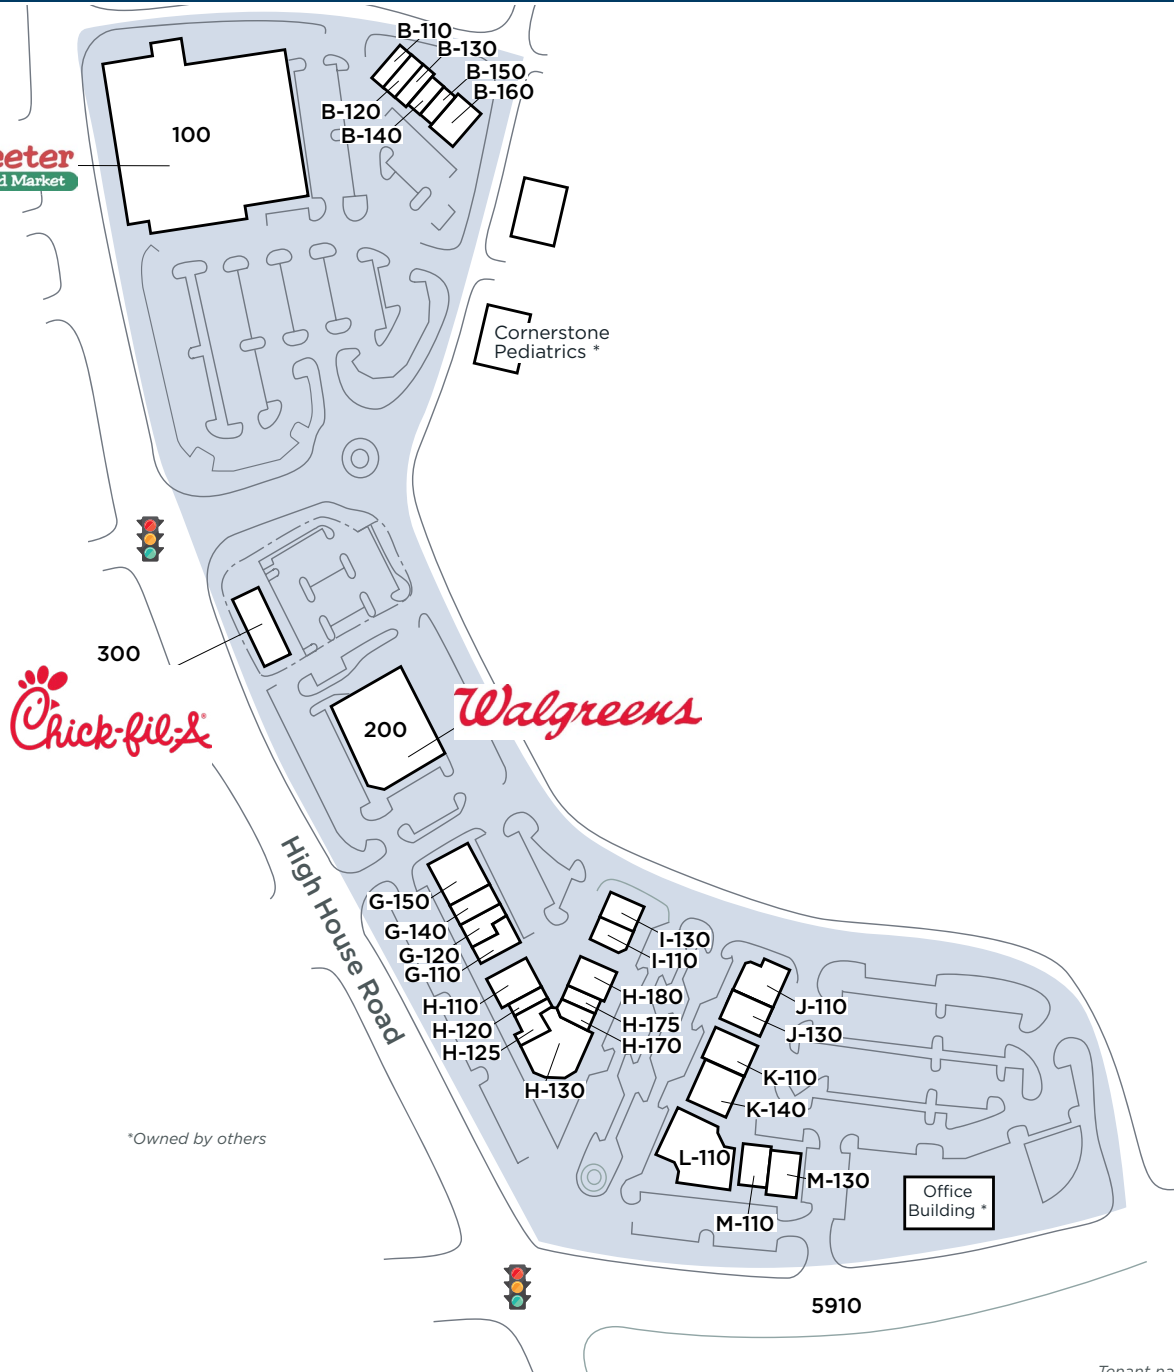 B-110
B-130
B-150
B-160
B-120
B-140
100
eeter
d Market
Cornerstone
Pediatrics *
300
Chick-fil-A
200
Walgreens
High House Road
G-150
G-140
G-120
G-110
I-130
I-110
H-110
H-120
H-125
H-130
H-180
H-175
H-170
J-110
J-130
K-110
K-140
L-110
M-130
M-110
Office
Building *
*Owned by others
5910